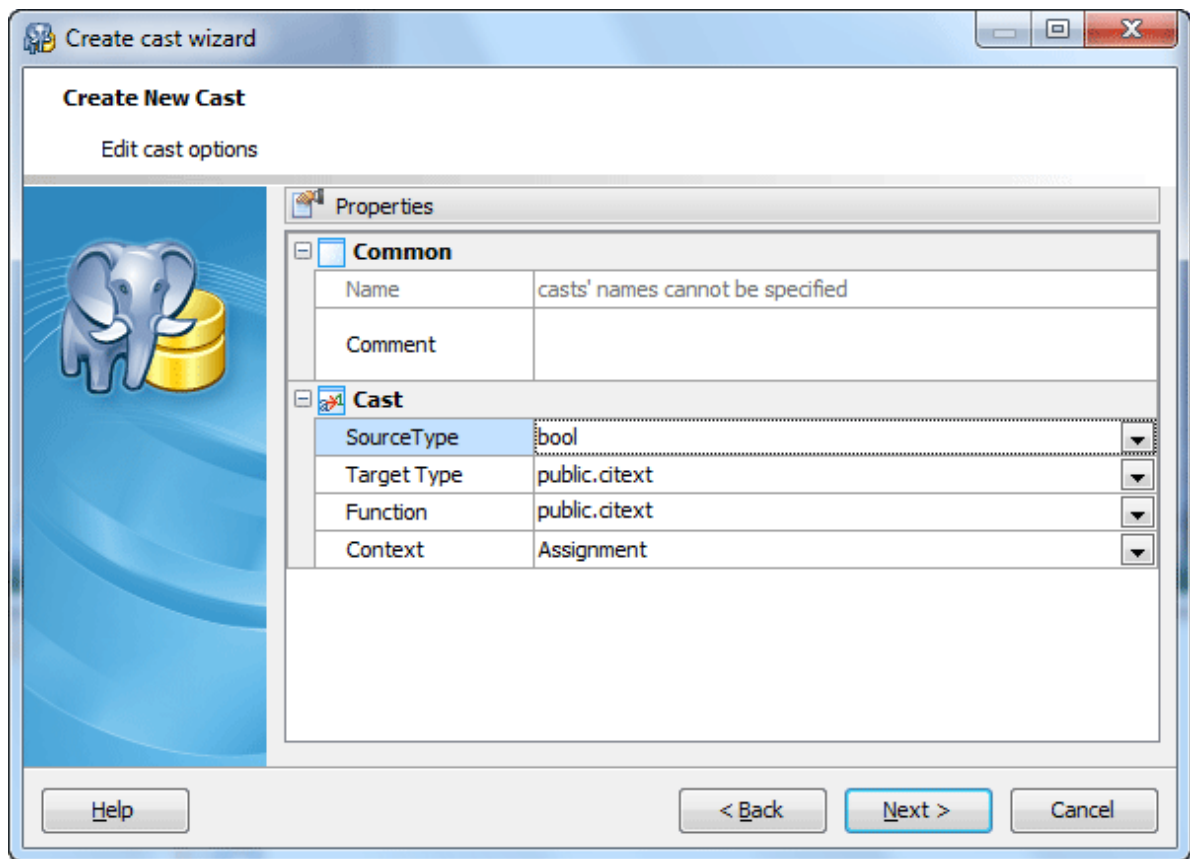 Create cast wizard
Create New Cast
Edit cast options
Properties
Common
Name casts' names cannot be specified
Comment
Cast
SourceType bool
Target Type public.citext
Function public.citext
Context Assignment
Help < Back Next > Cancel